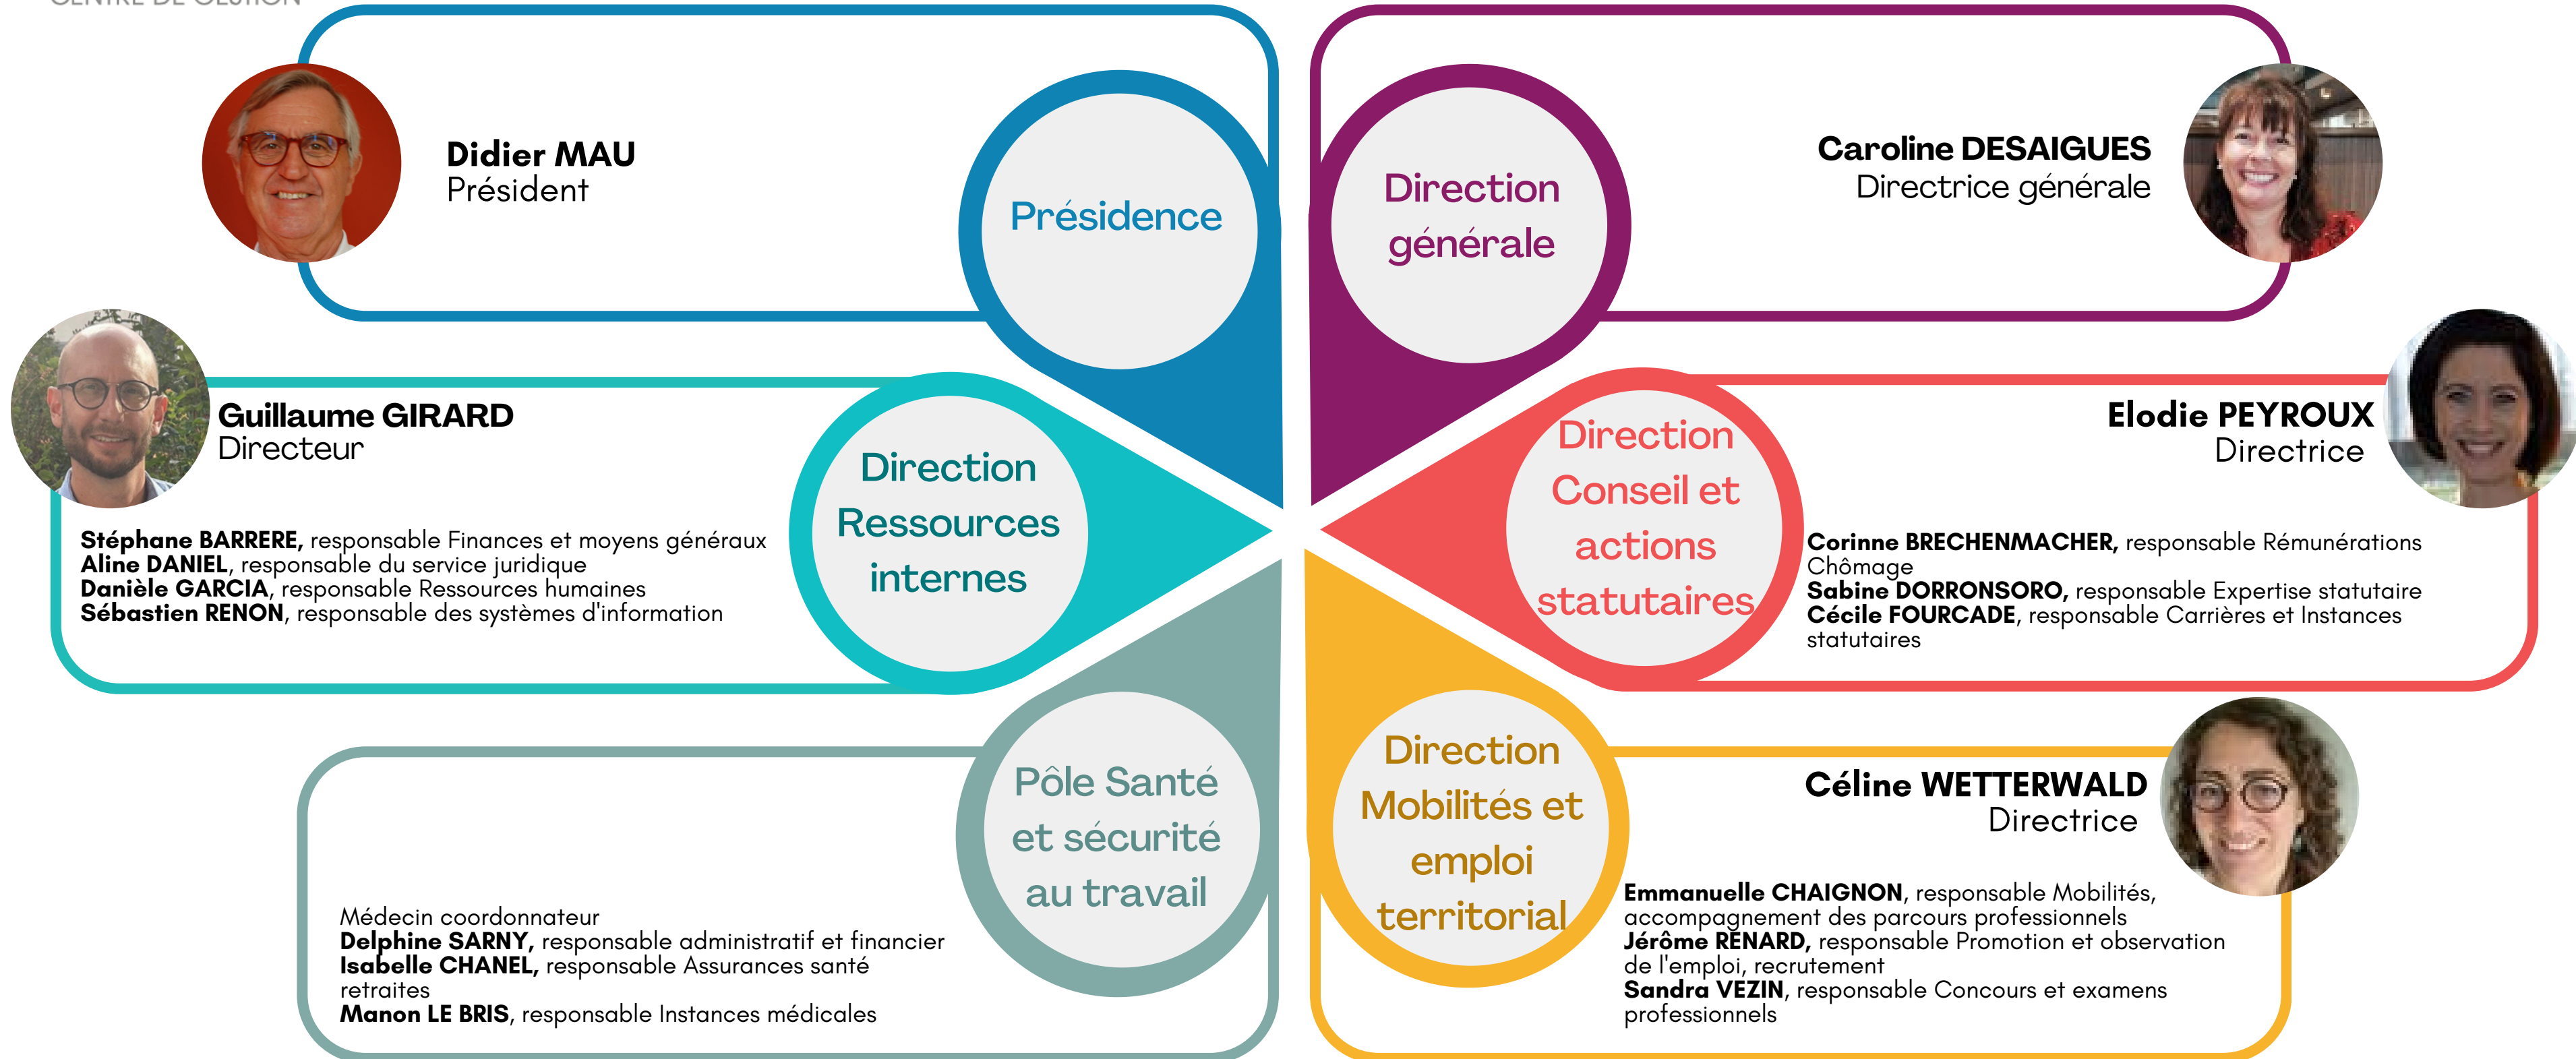 CENTRE DE GESTION
Didier MAU
Président
Présidence
Direction
générale
Caroline DESAIGUES
Directrice générale
Guillaume GIRARD
Directeur
Stéphane BARRERE, responsable Finances et moyens généraux
Aline DANIEL, responsable du service juridique
Danièle GARCIA, responsable Ressources humaines
Sébastien RENON, responsable des systèmes d'information
Direction
Ressources
internes
Direction
Conseil et
actions
statutaires
Elodie PEYROUX
Directrice
Corinne BRECHENMACHER, responsable Rémunérations
Chômage
Sabine DORRONSORO, responsable Expertise statutaire
Cécile FOURCADE, responsable Carrières et Instances
statutaires
Médecin coordonnateur
Delphine SARNY, responsable administratif et financier
Isabelle CHANEL, responsable Assurances santé
retraites
Manon LE BRIS, responsable Instances médicales
Pôle Santé
et sécurité
au travail
Direction
Mobilités et
emploi
territorial
Céline WETTERWALD
Directrice
Emmanuelle CHAIGNON, responsable Mobilités,
accompagnement des parcours professionnels
Jérôme RENARD, responsable Promotion et observation
de l'emploi, recrutement
Sandra VEZIN, responsable Concours et examens
professionnels